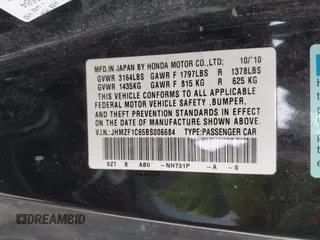 MFD. IN JAPAN BY HONDA MOTOR CO.,LTD. 10/'10
GVWR 3164LBS GAWR F 1797LBS R 1378LBS
GVWR 1435KG GAWR F 815 KG R 625 KG
THIS VEHICLE CONFORMS TO ALL APPLICABLE FEDERAL
MOTOR VEHICLE SAFETY ,BUMPER, AND
THEFT PREVENTION STANDARDS IN EFFECT ON THE DATE
OF MANUFACTURE SHOWN ABOVE.
V.I.N.: JHMZF1C65BS006684 TYPE:PASSENGER CAR
SZT B AB0 -NH731P -A -S
DREAMBID